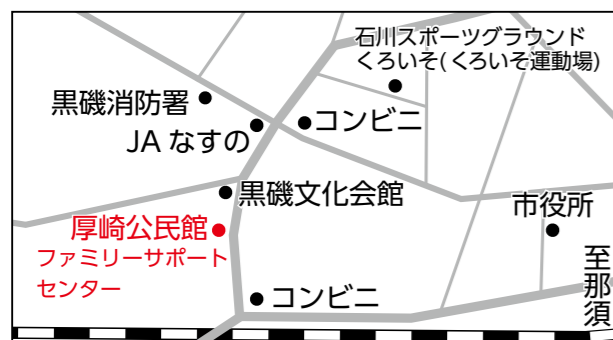 石川スポーツグラウンド
くろいそ(くろいそ運動場)
黒磯消防署
コンビニ
JAなすの
黒磯文化会館
厚崎公民館
ファミリーサポート
センター
市役所
コンビニ
至那須